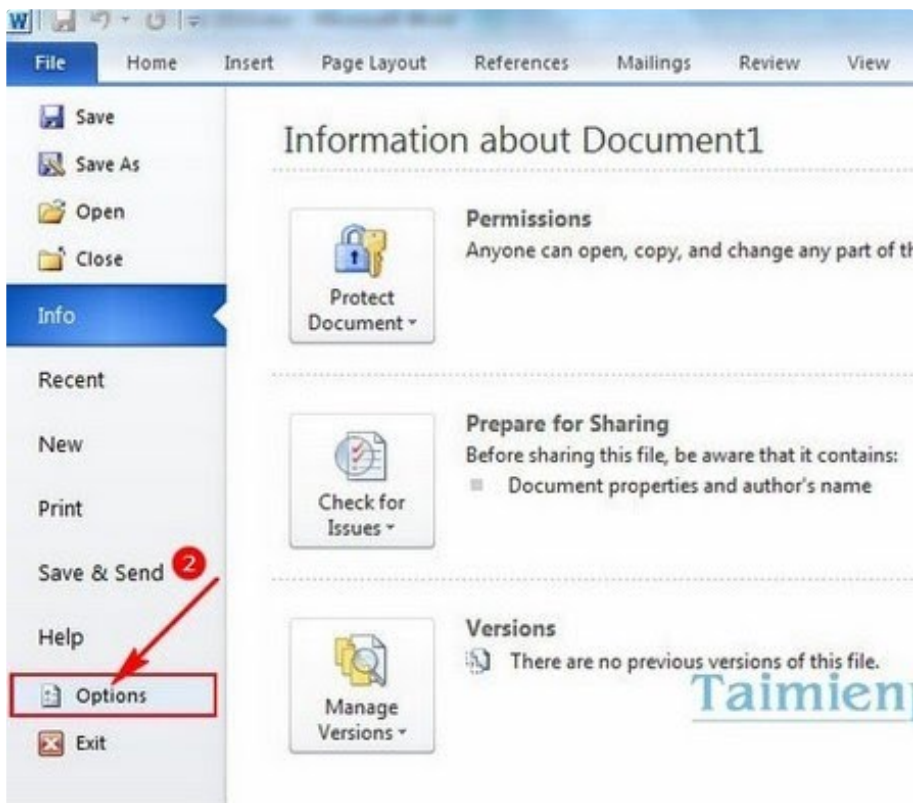 W
File Home Insert Page Layout References Mailings Review View
Save
Save As
Open
Close
Info
Recent
New
Print
Save & Send 2
Help
Options
Exit
Information about Document1
Protect
Document
Permissions
Anyone can open, copy, and change any part of th
Check for
Issues
Prepare for Sharing
Before sharing this file, be aware that it contains:
Document properties and author's name
Manage
Versions
Versions
There are no previous versions of this file.
Taimien